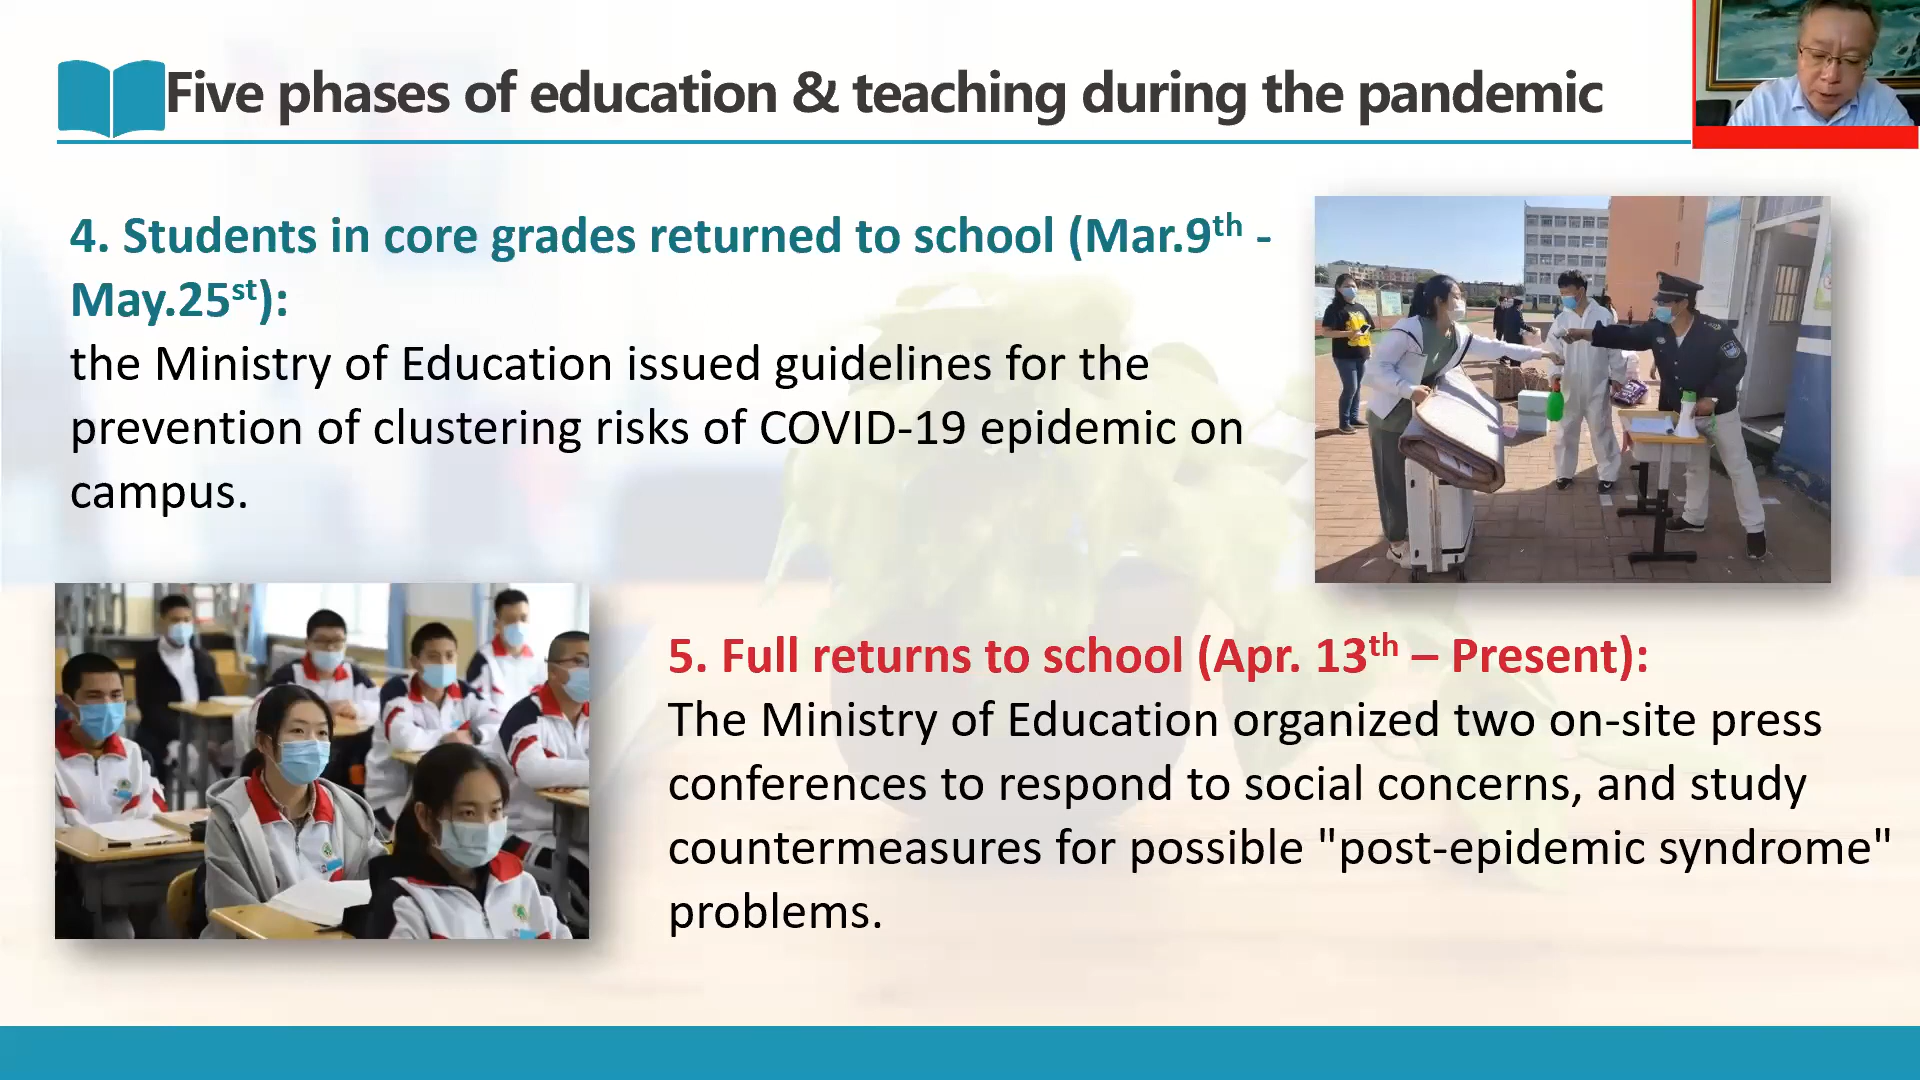 Five phases of education & teaching during the pandemic
4. Students in core grades returned to school (Mar.9th -
May.25st):
the Ministry of Education issued guidelines for the
prevention of clustering risks of COVID-19 epidemic on
campus.
5. Full returns to school (Apr. 13th – Present):
The Ministry of Education organized two on-site press
conferences to respond to social concerns, and study
countermeasures for possible "post-epidemic syndrome"
problems.